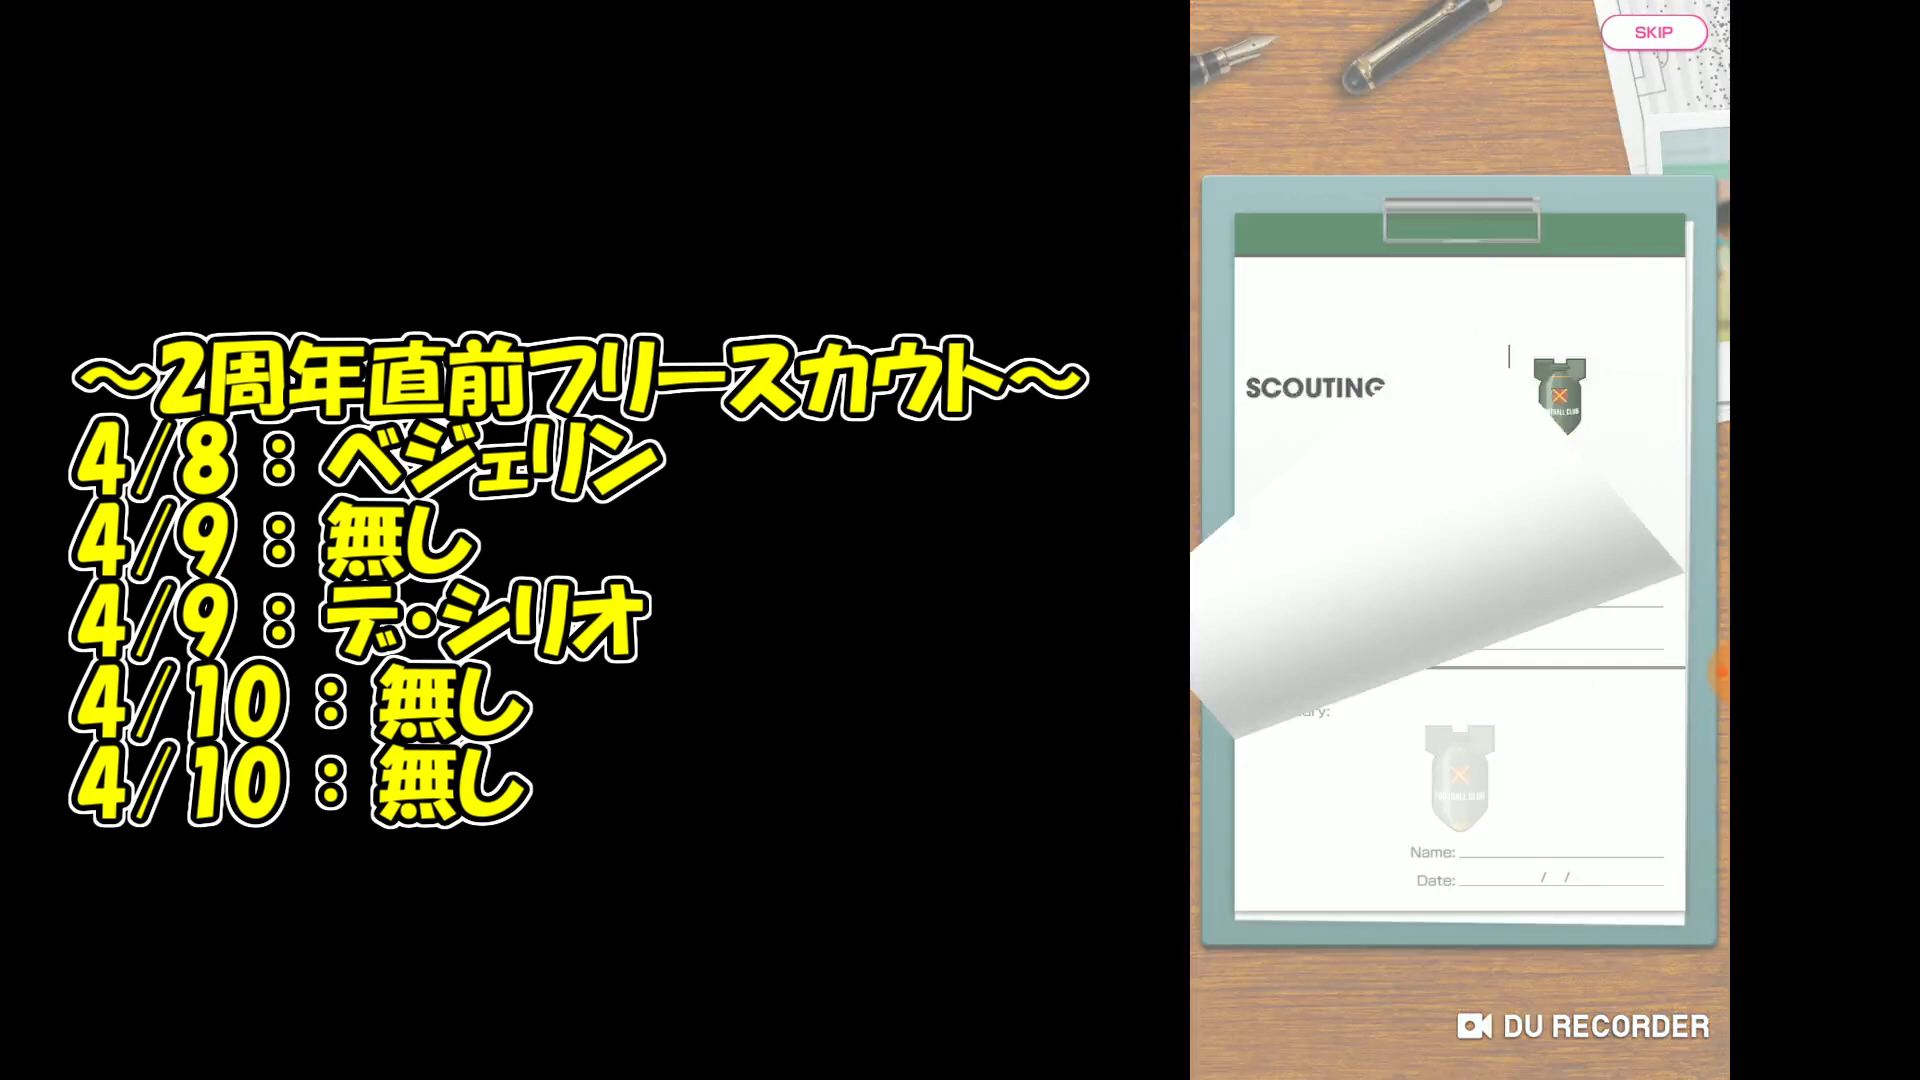 ～2周年直前フリースカウト～
4/8：ベジェリン
4/9：無し
4/9：デ・シリオ
4/10：無し
4/10：無し
SKIP
SCOUTING
FOOTBALL CLUB
Name:
Date: / /
DU RECORDER